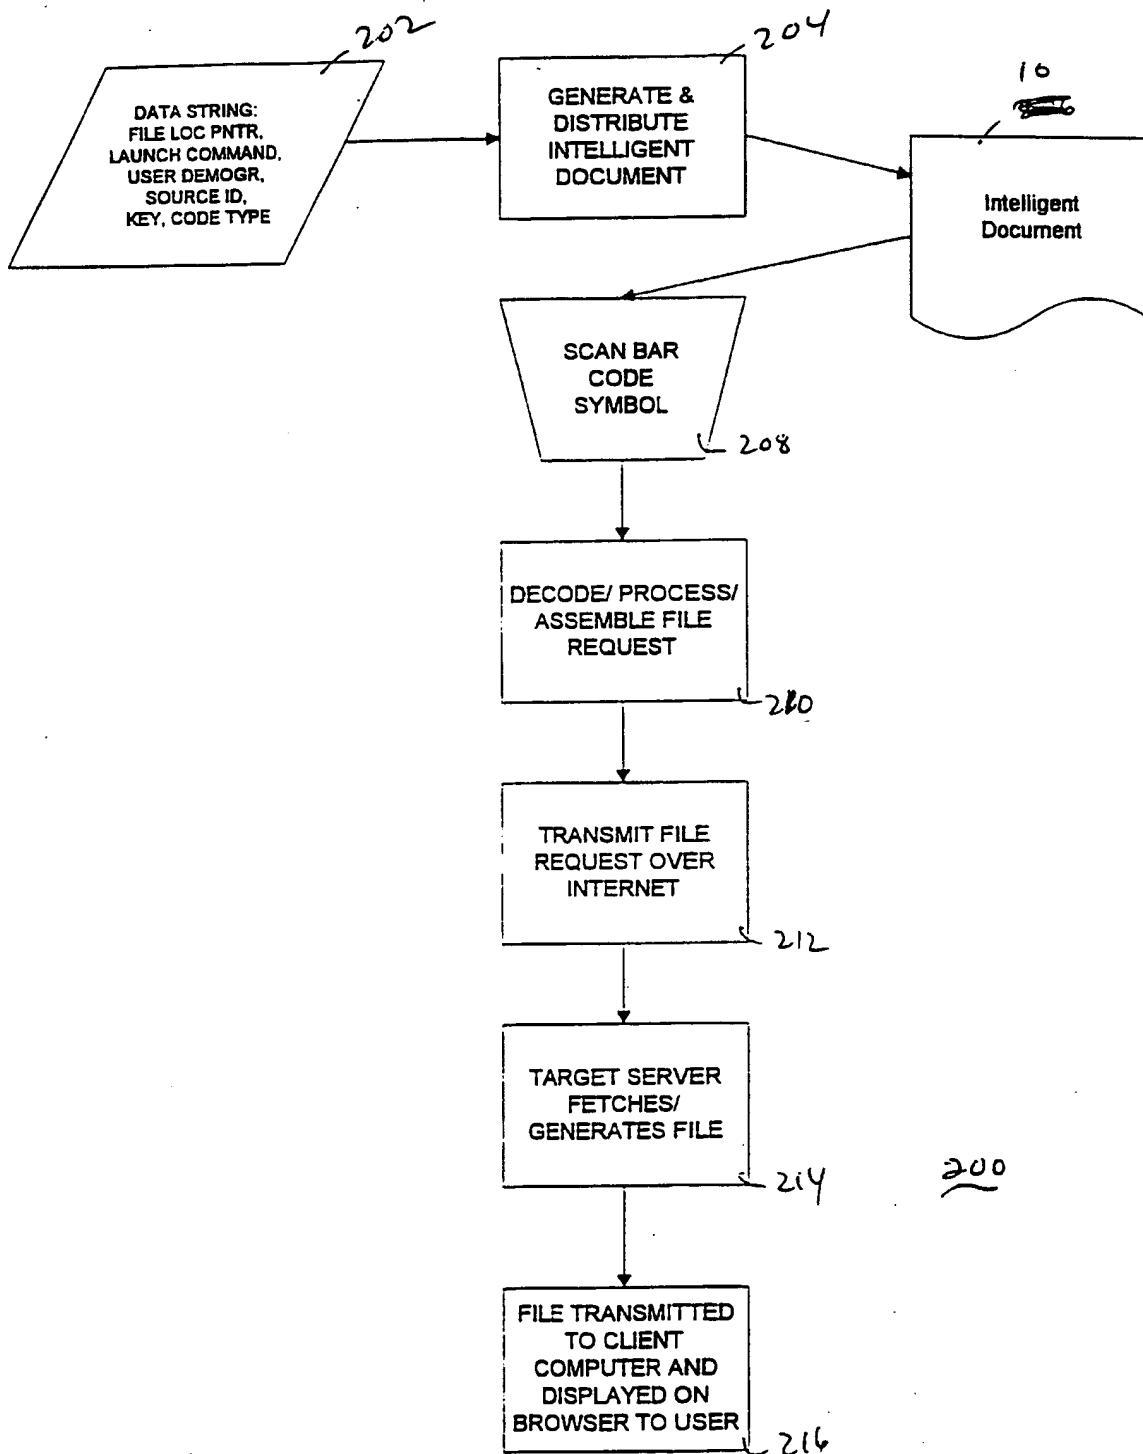 202
DATA STRING:
FILE LOC PNTR,
LAUNCH COMMAND,
USER DEMOGR,
SOURCE ID,
KEY, CODE TYPE
204
GENERATE &
DISTRIBUTE
INTELLIGENT
DOCUMENT
10
Intelligent
Document
SCAN BAR
CODE
SYMBOL
208
DECODE/ PROCESS/
ASSEMBLE FILE
REQUEST
210
TRANSMIT FILE
REQUEST OVER
INTERNET
212
TARGET SERVER
FETCHES/
GENERATES FILE
214
200
FILE TRANSMITTED
TO CLIENT
COMPUTER AND
DISPLAYED ON
BROWSER TO USER
216